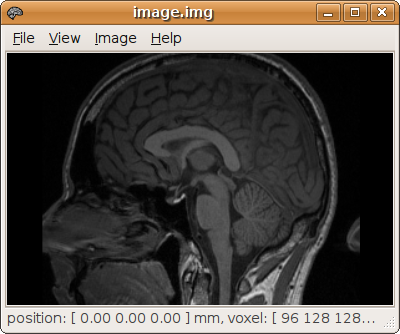 image.img
File View Image Help
position: [ 0.00 0.00 0.00 ] mm, voxel: [ 96 128 128...